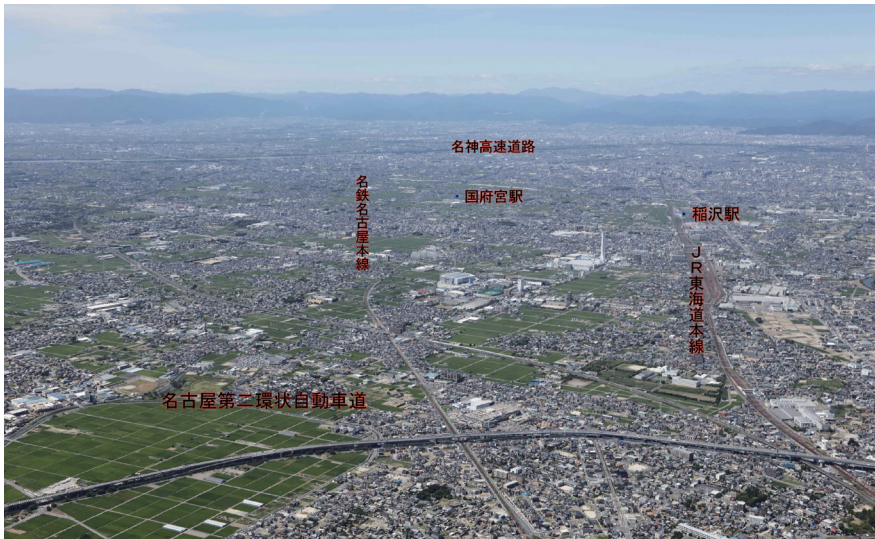 名神高速道路
国府宮駅
名鉄名古屋本線
稲沢駅
JR東海道本線
名古屋第二環状自動車道